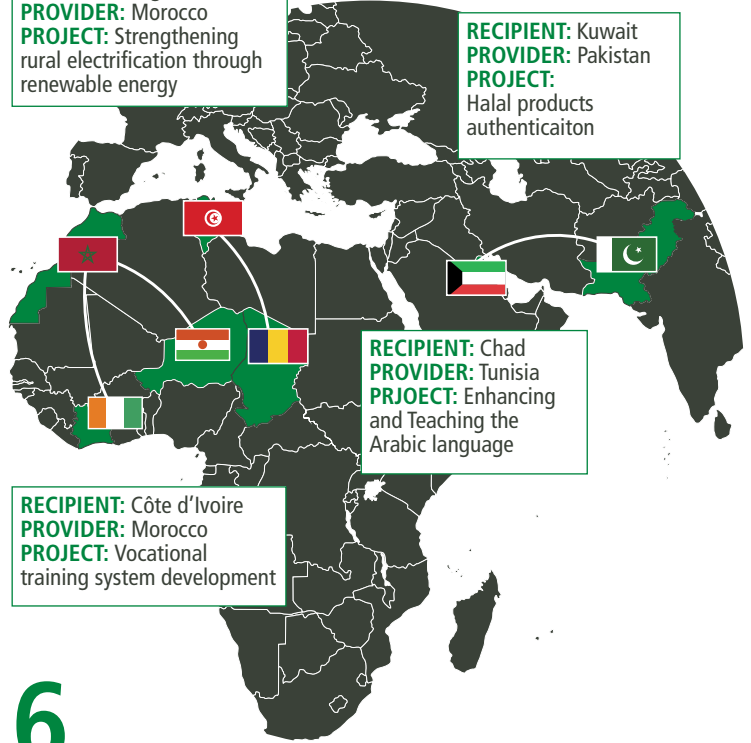 PROVIDER: Morocco
PROJECT: Strengthening
rural electrification through
renewable energy
RECIPIENT: Kuwait
PROVIDER: Pakistan
PROJECT:
Halal products
authenticaiton
RECIPIENT: Chad
PROVIDER: Tunisia
PRJOECT: Enhancing
and Teaching the
Arabic language
RECIPIENT: Côte d’Ivoire
PROVIDER: Morocco
PROJECT: Vocational
training system development
6